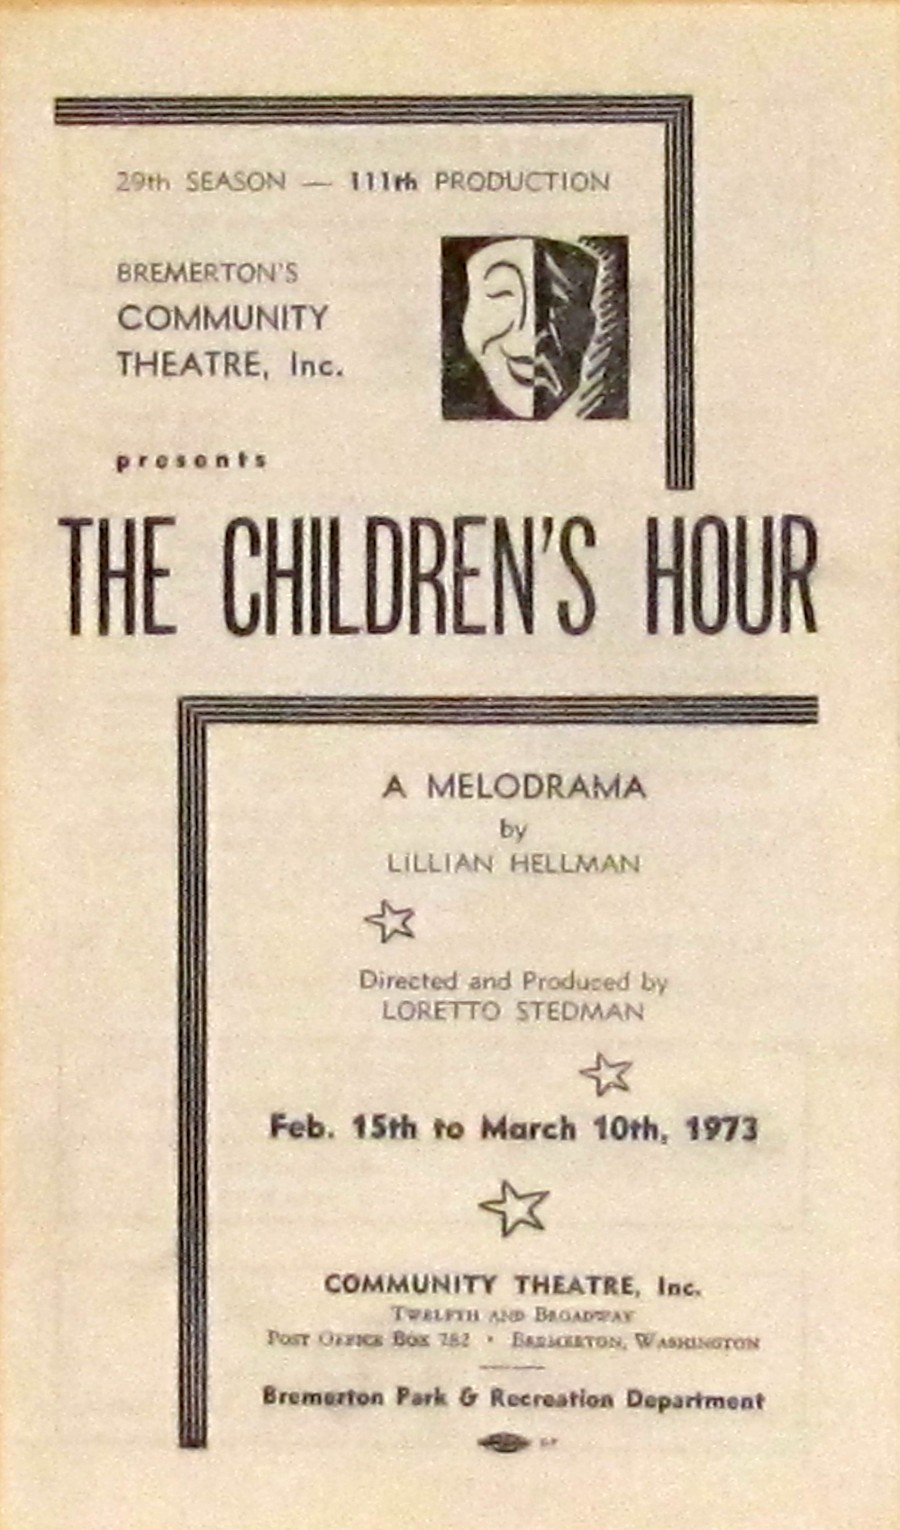 29th SEASON — 111th PRODUCTION
BREMERTON'S
COMMUNITY
THEATRE, Inc.
presents
THE CHILDREN'S HOUR
A MELODRAMA
by
LILLIAN HELLMAN
Directed and Produced by
LORETTO STEDMAN
Feb. 15th to March 10th, 1973
COMMUNITY THEATRE, Inc.
TWELFTH AND BROADWAY
POST OFFICE BOX 782 • BREMERTON, WASHINGTON
Bremerton Park & Recreation Department